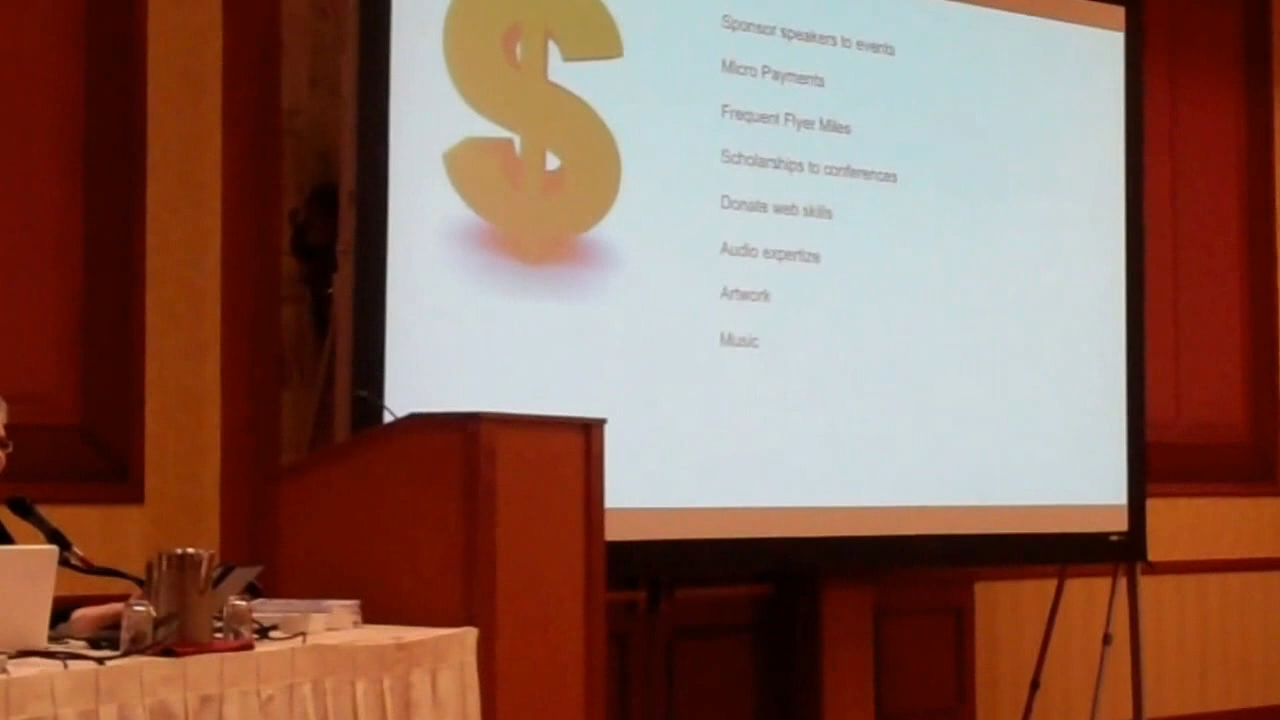 Sponsor speakers to events
Micro Payments
Frequent Flyer Miles
Scholarships to conferences
Donate web skills
Audio expertize
Artwork
Music